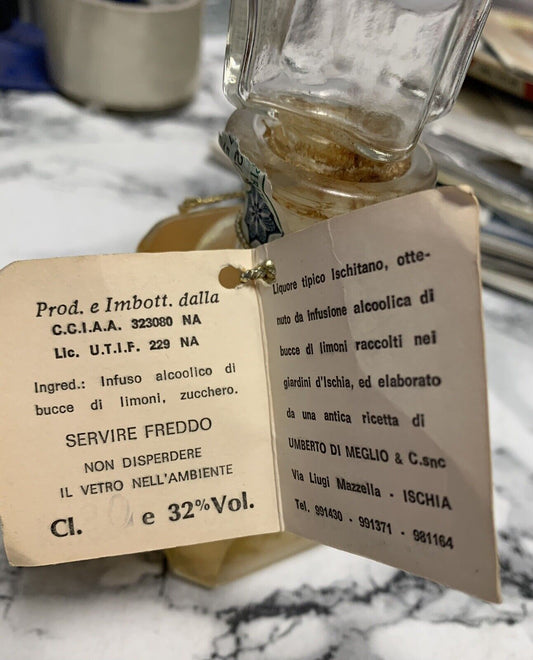 Prod. e Imbott. dalla
C.C.I.A.A. 323080 NA
Lic. U.T.I.F. 229 NA
Ingred.: Infuso alcoolico di
bucce di limoni, zucchero.
SERVIRE FREDDO
NON DISPERDERE
IL VETRO NELL'AMBIENTE
Cl. e 32% Vol.
Liquore tipico Ischitano, otte-
nuto da infusione alcoolica di
bucce di limoni raccolti nei
giardini d'Ischia, ed elaborato
da una antica ricetta di
UMBERTO DI MEGLIO & C.snc
Via Liugi Mazzella - ISCHIA
Tel. 991430 - 991371 - 981164